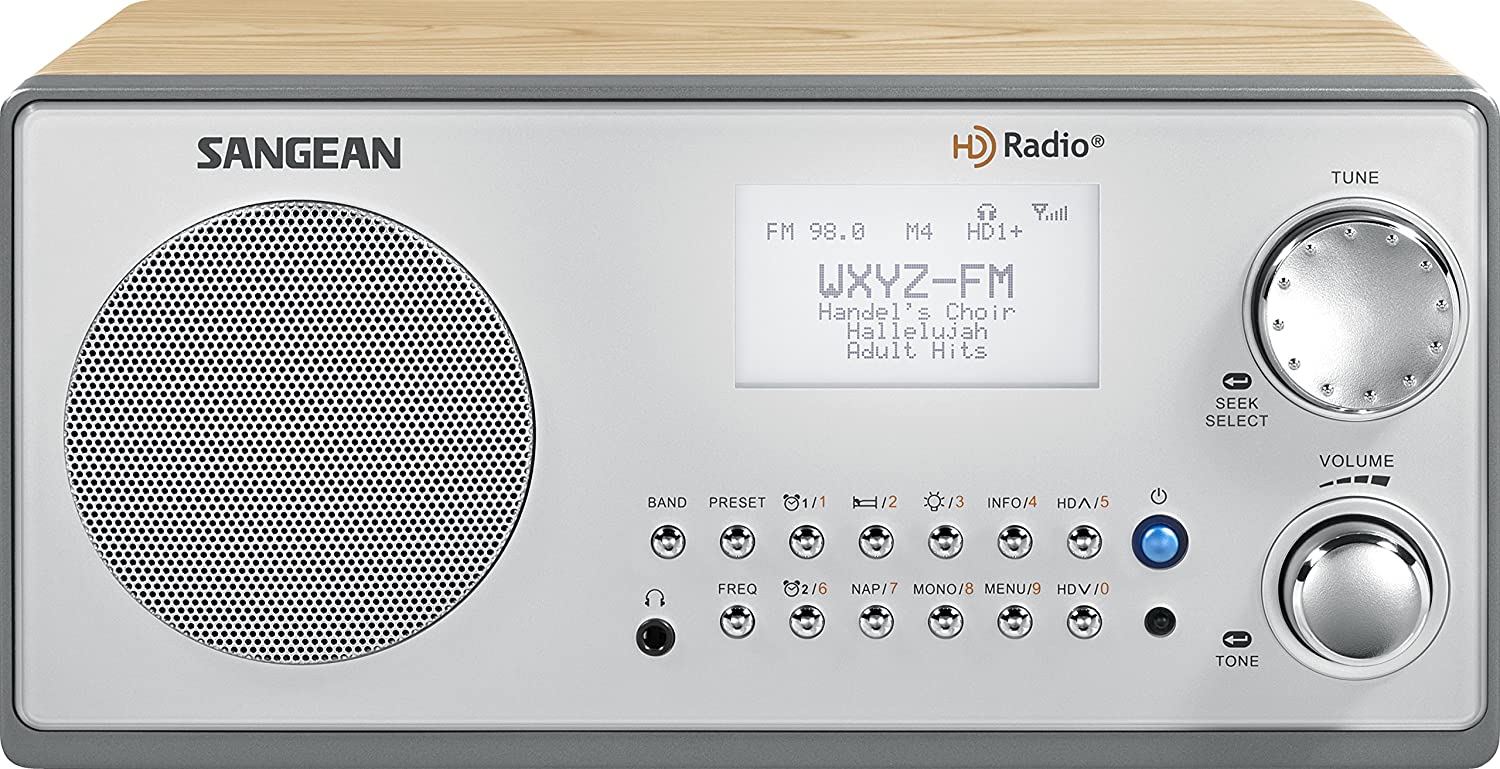 SANGEAN
HD Radio®
TUNE
FM 98.0 M4 HD1+
WXYZ-FM
Handel's Choir
Hallelujah
Adult Hits
SEEK
SELECT
VOLUME
BAND PRESET 1/1 /2 /3 INFO/4 HD∧/5
FREQ 2/6 NAP/7 MONO/8 MENU/9 HD∨/0
TONE